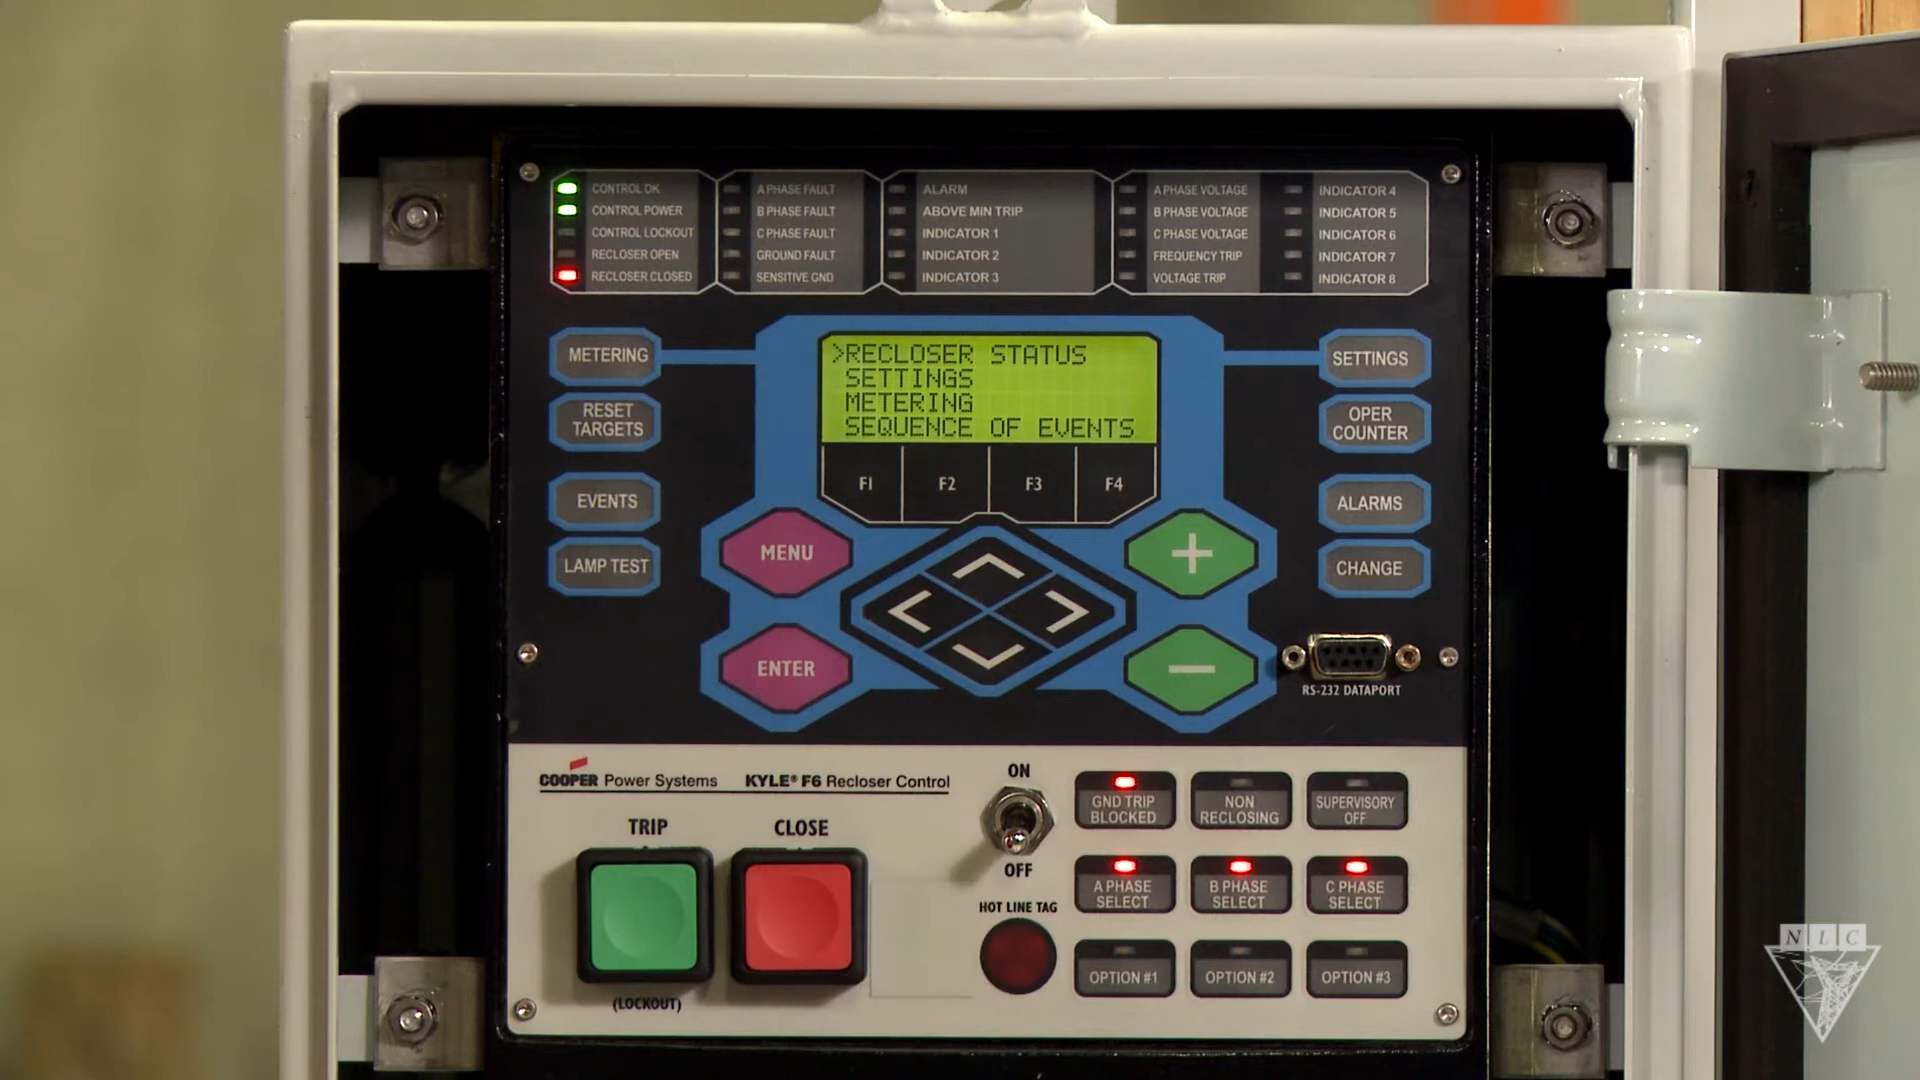 CONTROL OK
CONTROL POWER
CONTROL LOCKOUT
RECLOSER OPEN
RECLOSER CLOSED
A PHASE FAULT
B PHASE FAULT
C PHASE FAULT
GROUND FAULT
SENSITIVE GND
ALARM
ABOVE MIN TRIP
INDICATOR 1
INDICATOR 2
INDICATOR 3
A PHASE VOLTAGE
B PHASE VOLTAGE
C PHASE VOLTAGE
FREQUENCY TRIP
VOLTAGE TRIP
INDICATOR 4
INDICATOR 5
INDICATOR 6
INDICATOR 7
INDICATOR 8
METERING
RESET
TARGETS
EVENTS
LAMP TEST
>RECLOSER STATUS
SETTINGS
METERING
SEQUENCE OF EVENTS
F1 F2 F3 F4
SETTINGS
OPER
COUNTER
ALARMS
CHANGE
MENU
+
ENTER
−
RS-232 DATAPORT
COOPER Power Systems KYLE® F6 Recloser Control
TRIP
(LOCKOUT)
CLOSE
ON
OFF
HOT LINE TAG
GND TRIP
BLOCKED
NON
RECLOSING
SUPERVISORY
OFF
A PHASE
SELECT
B PHASE
SELECT
C PHASE
SELECT
OPTION #1
OPTION #2
OPTION #3
NLC